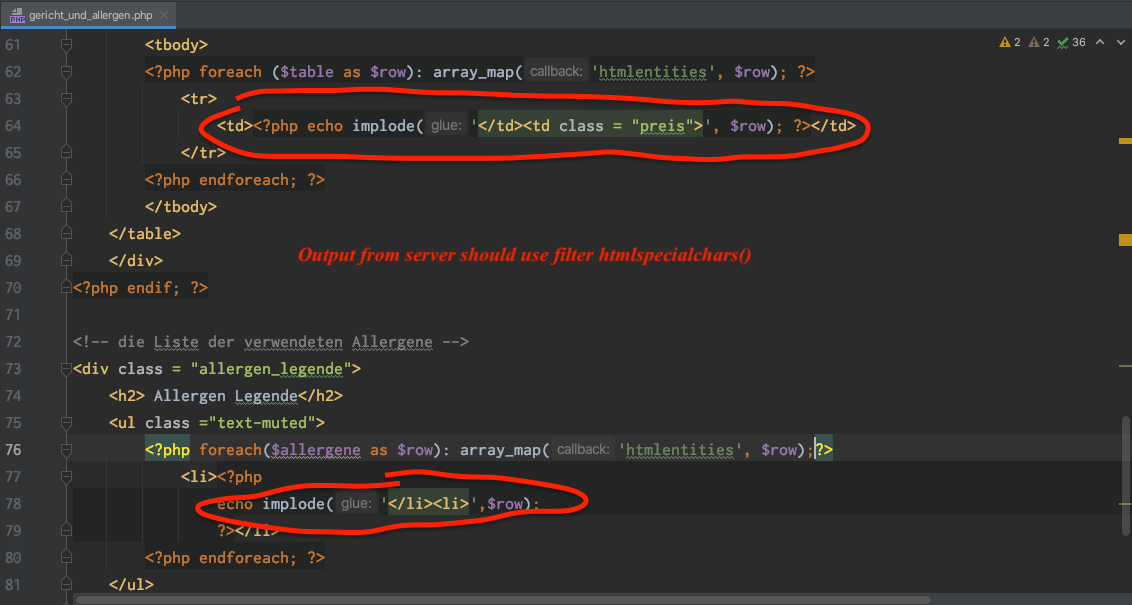 gericht_und_allergen.php
61 <tbody>
2 2 36
62 <?php foreach ($table as $row): array_map( callback: 'htmlentities', $row); ?>
63 <tr>
64 <td><?php echo implode( glue: '</td><td class = "preis">', $row); ?></td>
65 </tr>
66 <?php endforeach; ?>
67 </tbody>
68 </table>
Output from server should use filter htmlspecialchars()
69 </div>
70 <?php endif; ?>
71
72 <!-- die Liste der verwendeten Allergene -->
73 <div class = "allergen_legende">
74 <h2> Allergen Legende</h2>
75 <ul class ="text-muted">
76 <?php foreach($allergene as $row): array_map( callback: 'htmlentities', $row);?>
77 <li><?php
78 echo implode( glue: '</li><li>',$row);
79 ?></li>
80 <?php endforeach; ?>
81 </ul>